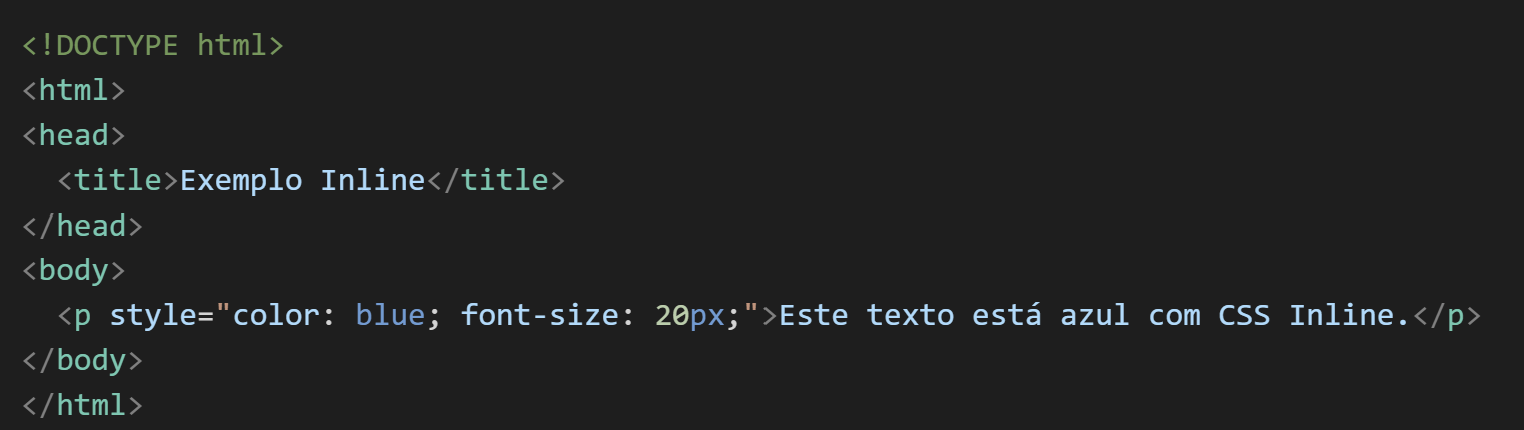 <!DOCTYPE html>
<html>
<head>
  <title>Exemplo Inline</title>
</head>
<body>
  <p style="color: blue; font-size: 20px;">Este texto está azul com CSS Inline.</p>
</body>
</html>